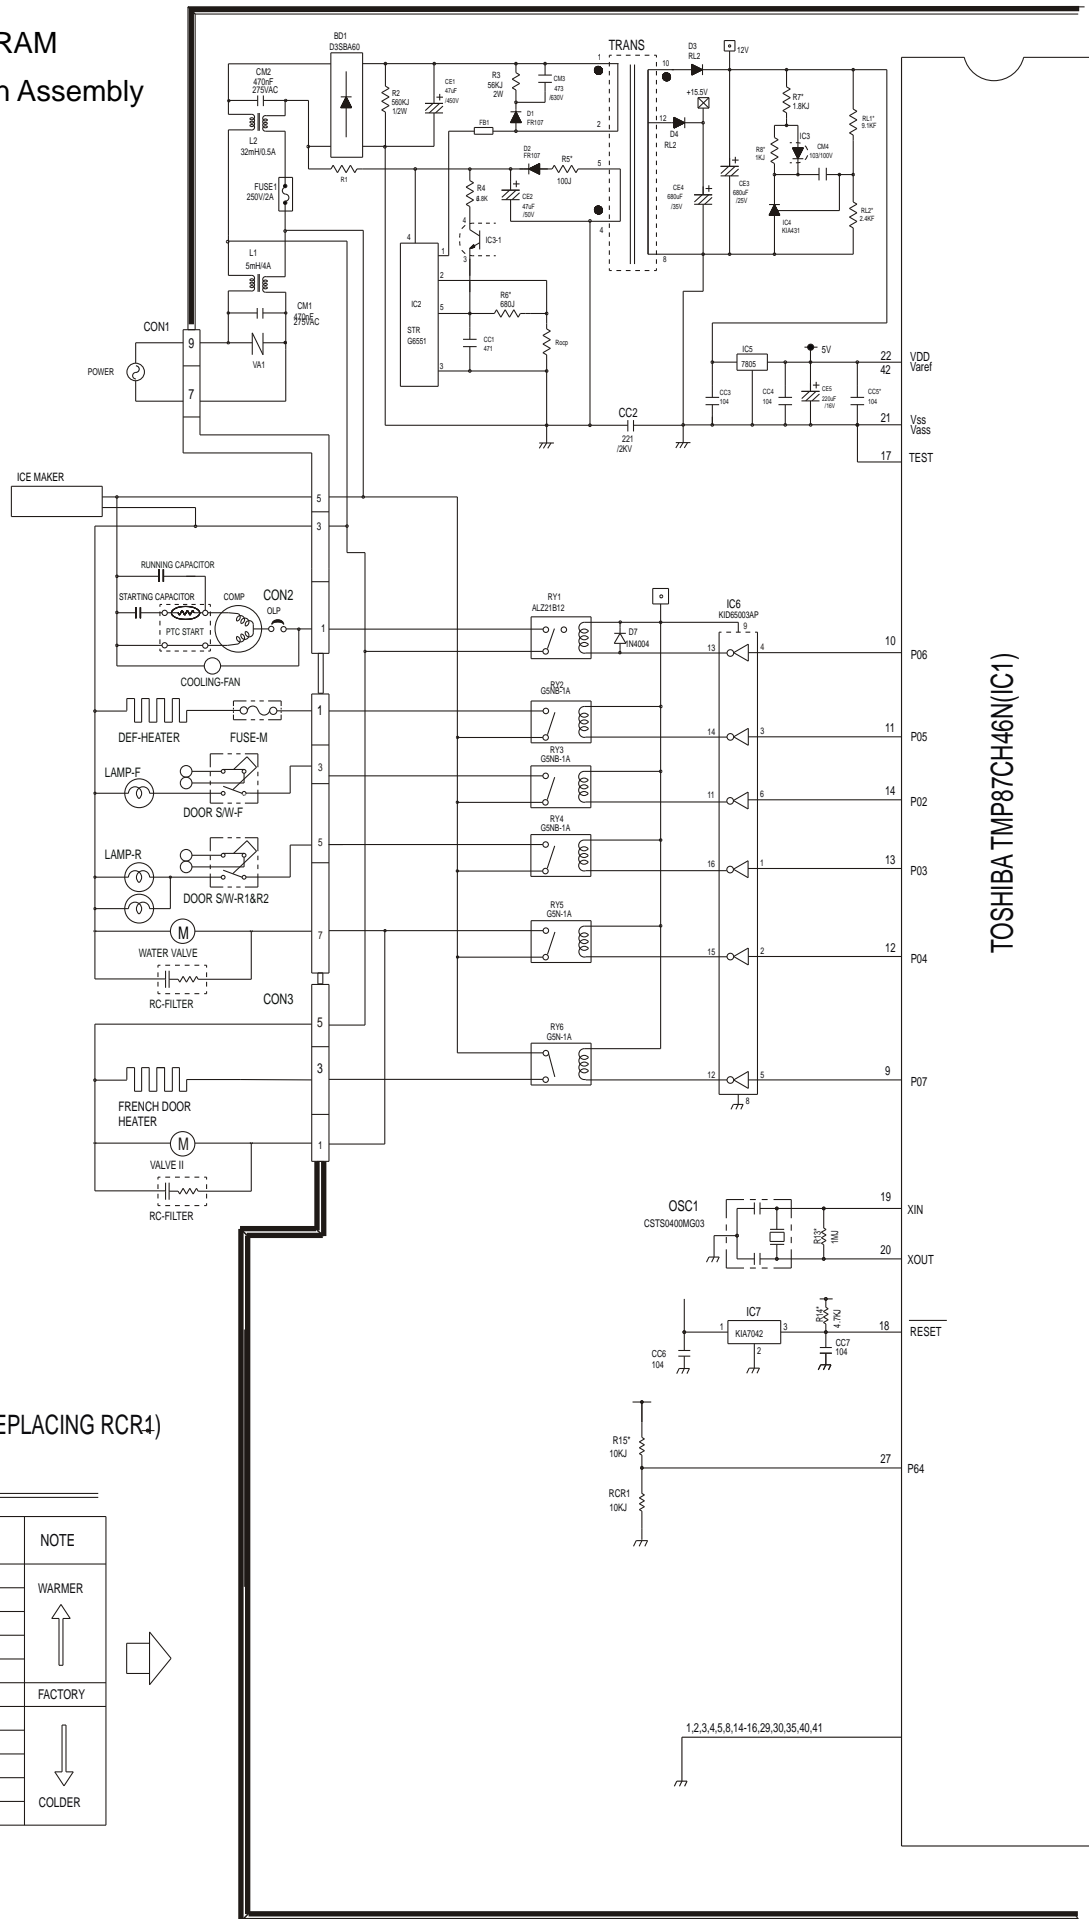 RAM
n Assembly
BD1
D3SBA60
CM2
470nF
275VAC
L2
32mH/0.5A
FUSE1
250V/2A
L1
5mH/4A
CM1
275VAC
VA1
CON1
9
7
POWER
R1
R2
560KJ
1/2W
CE1
47uF
/450V
R3
56KJ
2W
CM3
473
/630V
D1
FR107
FB1
D2
FR107
R5*
100J
R4
CE2
47uF
/50V
IC3-1
4
3
4
1
2
5
3
IC2
STR
G6551
R6*
680J
CC1
471
Rocp
TRANS
1
2
5
4
10
12
8
D3
RL2
12V
+15.5V
D4
RL2
CE4
680uF
/35V
CE3
680uF
/25V
R7*
1.8KJ
R8*
1KJ
IC3
CM4
103/100V
IC4
KIA431
RL1*
9.1KF
RL2*
2.4KF
CC2
221
/2KV
IC5
7805
5V
CC3
104
CC4
104
CE5
220uF
/16V
CC5*
104
22
42
VDD
Varef
21
Vss
Vass
17
TEST
ICE MAKER
5
3
RUNNING CAPACITOR
STARTING CAPACITOR
COMP
CON2
OLP
PTC START
1
COOLING-FAN
DEF-HEATER
FUSE-M
1
LAMP-F
DOOR S/W-F
3
LAMP-R
DOOR S/W-R1&R2
5
M
WATER VALVE
7
RC-FILTER
CON3
5
3
FRENCH DOOR
HEATER
M
VALVE II
1
RC-FILTER
RY1
ALZ21B12
D7
1N4004
IC6
KID65003AP
9
13
4
10
P06
RY2
G5NB-1A
14
3
11
P05
RY3
G5NB-1A
11
6
14
P02
RY4
G5NB-1A
16
1
13
P03
RY5
G5N-1A
15
2
12
P04
RY6
G5N-1A
12
5
9
P07
8
TOSHIBA TMP87CH46N(IC1)
OSC1
CSTS0400MG03
R13*
1MJ
19
XIN
20
XOUT
IC7
KIA7042
1
3
2
CC6
104
R14*
4.7KJ
CC7
104
18
RESET
R15*
10KJ
RCR1
10KJ
27
P64
EPLACING RCR1)
NOTE
WARMER
FACTORY
COLDER
1,2,3,4,5,8,14-16,29,30,35,40,41